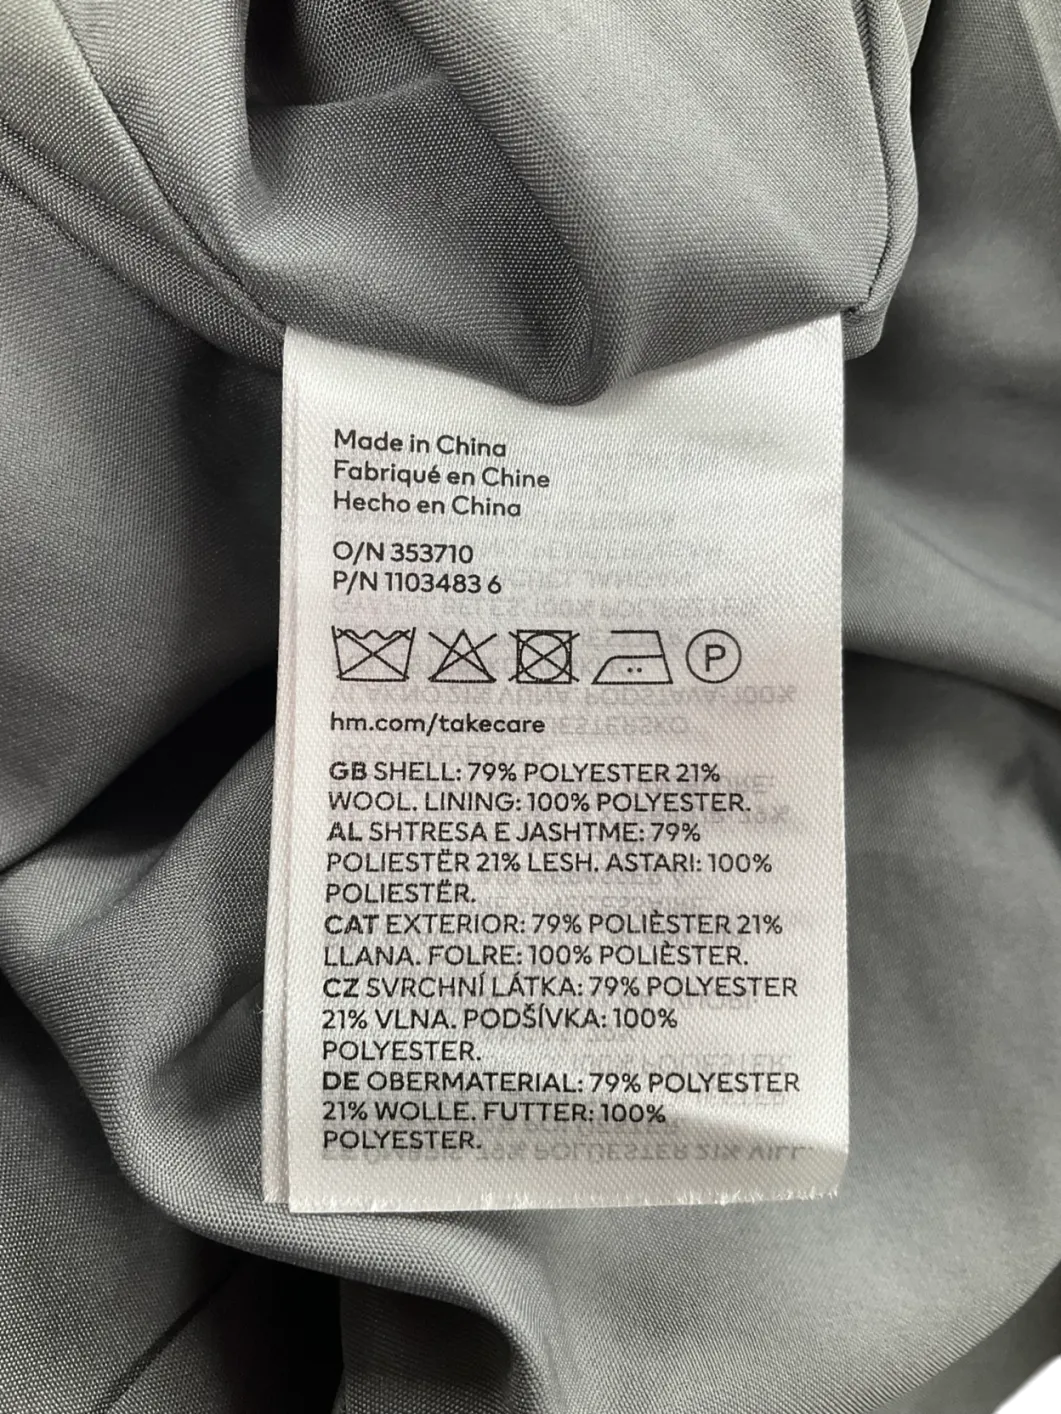 Made in China
Fabriqué en Chine
Hecho en China
O/N 353710
P/N 1103483 6
P
hm.com/takecare
GB SHELL: 79% POLYESTER 21%
WOOL. LINING: 100% POLYESTER.
AL SHTRESA E JASHTME: 79%
POLIESTËR 21% LESH. ASTARI: 100%
POLIESTËR.
CAT EXTERIOR: 79% POLIÈSTER 21%
LLANA. FOLRE: 100% POLIÈSTER.
CZ SVRCHNÍ LÁTKA: 79% POLYESTER
21% VLNA. PODŠÍVKA: 100%
POLYESTER.
DE OBERMATERIAL: 79% POLYESTER
21% WOLLE. FUTTER: 100%
POLYESTER.